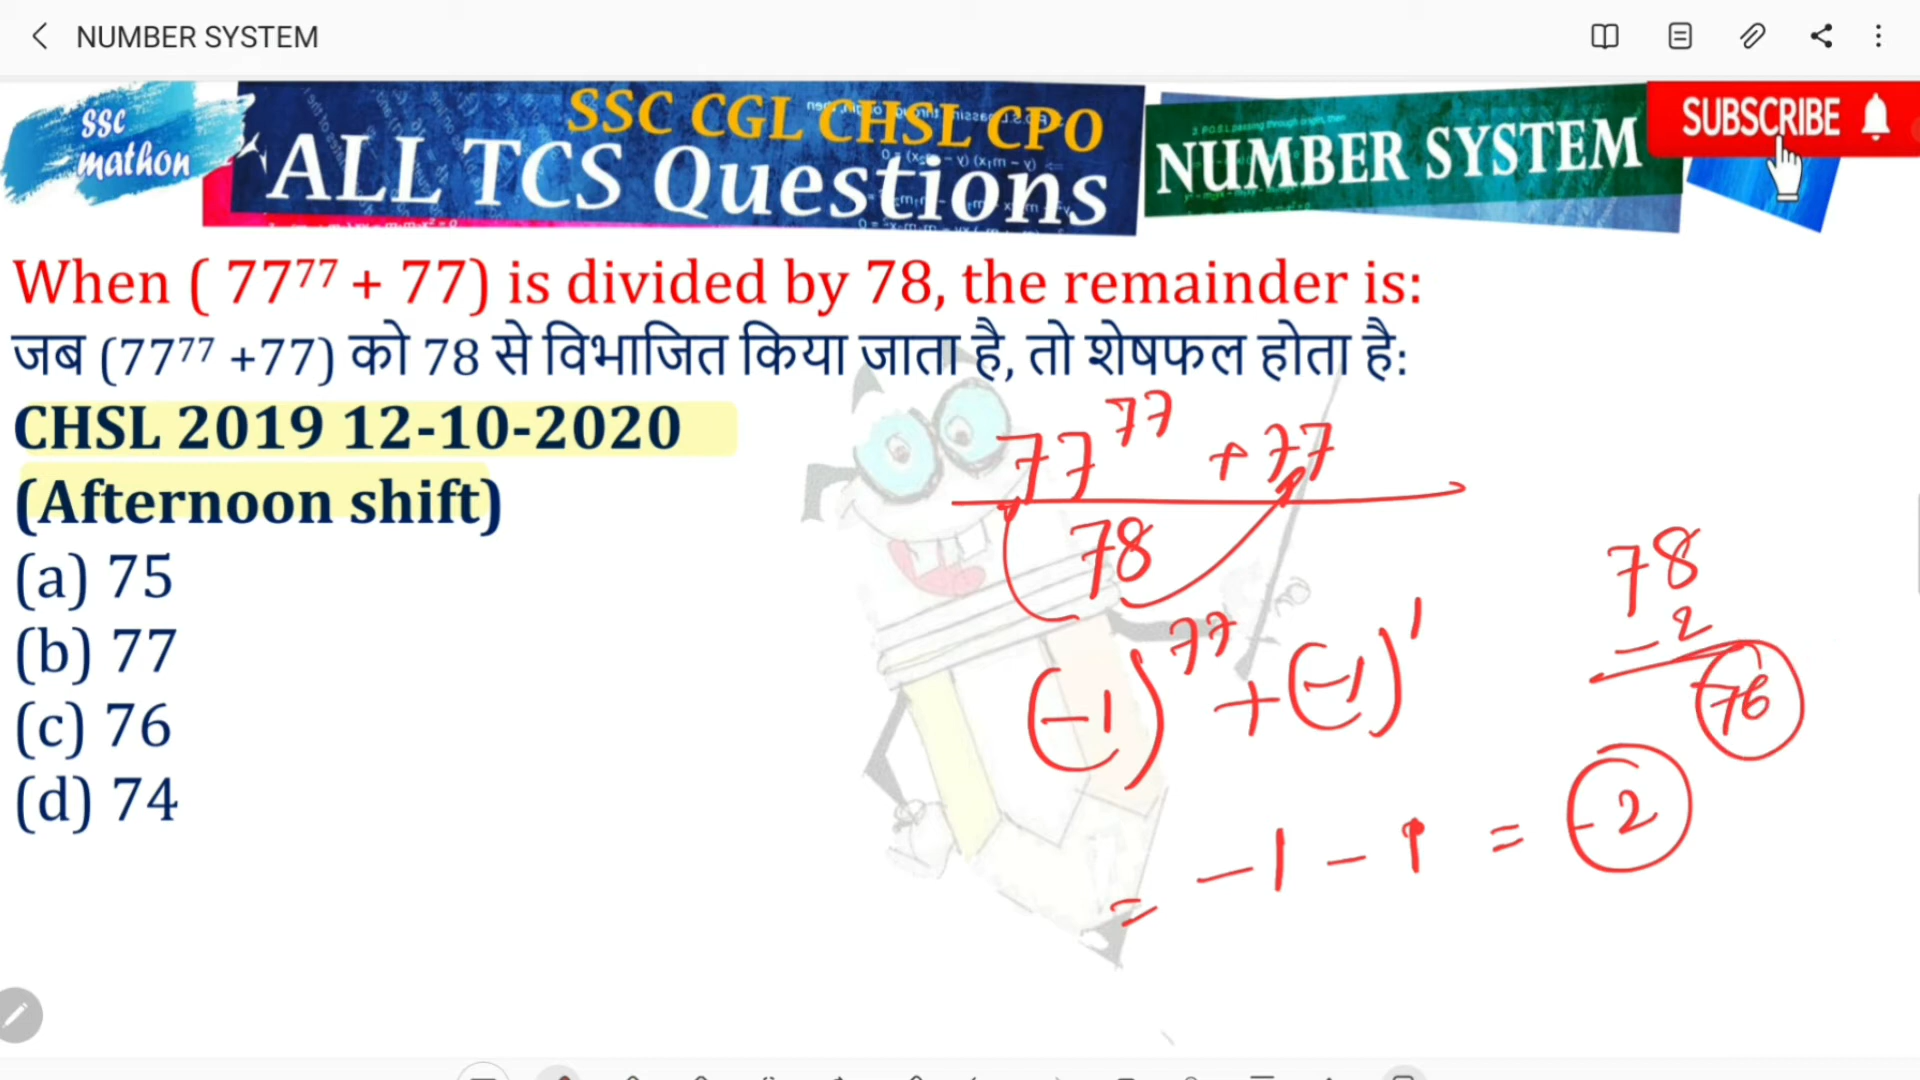 NUMBER SYSTEM
ssc
mathon
SSC CGL CHSL CPO
ALL TCS Questions
NUMBER SYSTEM
SUBSCRIBE
When ( 77⁷⁷ + 77) is divided by 78, the remainder is:
जब (77⁷⁷ +77) को 78 से विभाजित किया जाता है, तो शेषफल होता है:
CHSL 2019 12-10-2020
(Afternoon shift)
(a) 75
(b) 77
(c) 76
(d) 74
77⁷⁷ + 77
78
(-1)⁷⁷ + (-1)¹
= -1 - 1 = -2
78
- 2
76